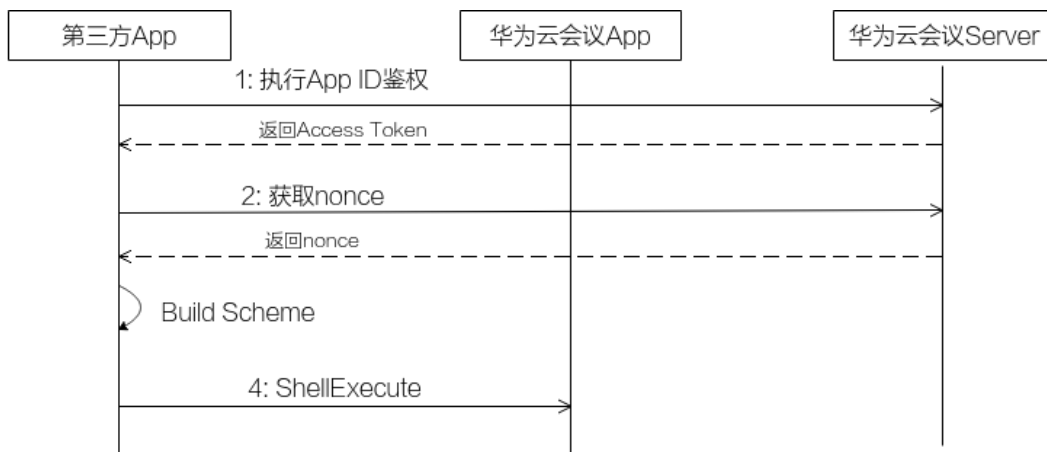 第三方App
华为云会议App
华为云会议Server
1: 执行App ID鉴权
返回Access Token
2: 获取nonce
返回nonce
Build Scheme
4: ShellExecute